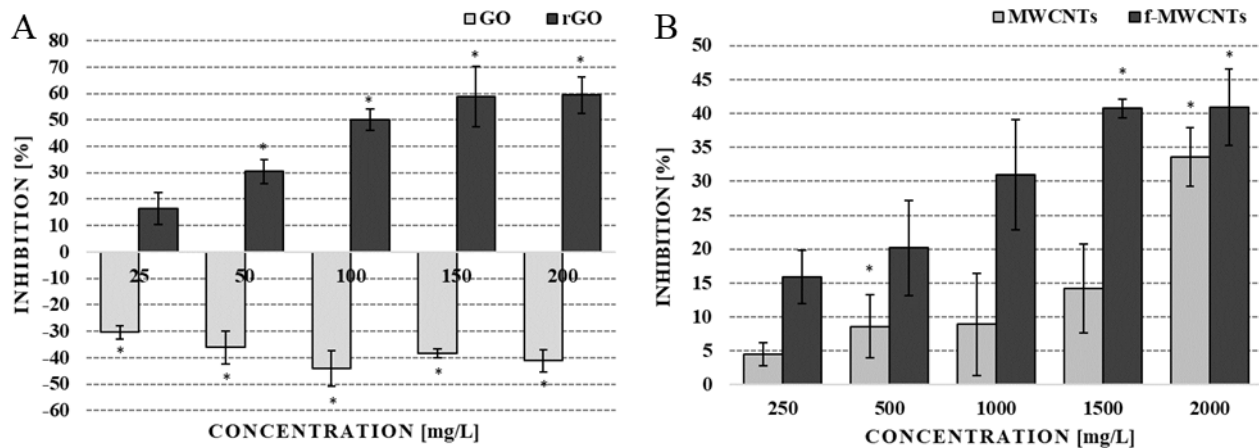 A
GO rGO
80
70
60
50
40
30
20
10
0
-10
-20
-30
-40
-50
-60
INHIBITION [%]
* * * *
25 50 100 150 200
* * * * *
CONCENTRATION [mg/L]
B
MWCNTs f-MWCNTs
50
45
40
35
30
25
20
15
10
5
0
INHIBITION [%]
* * * *
250 500 1000 1500 2000
CONCENTRATION [mg/L]